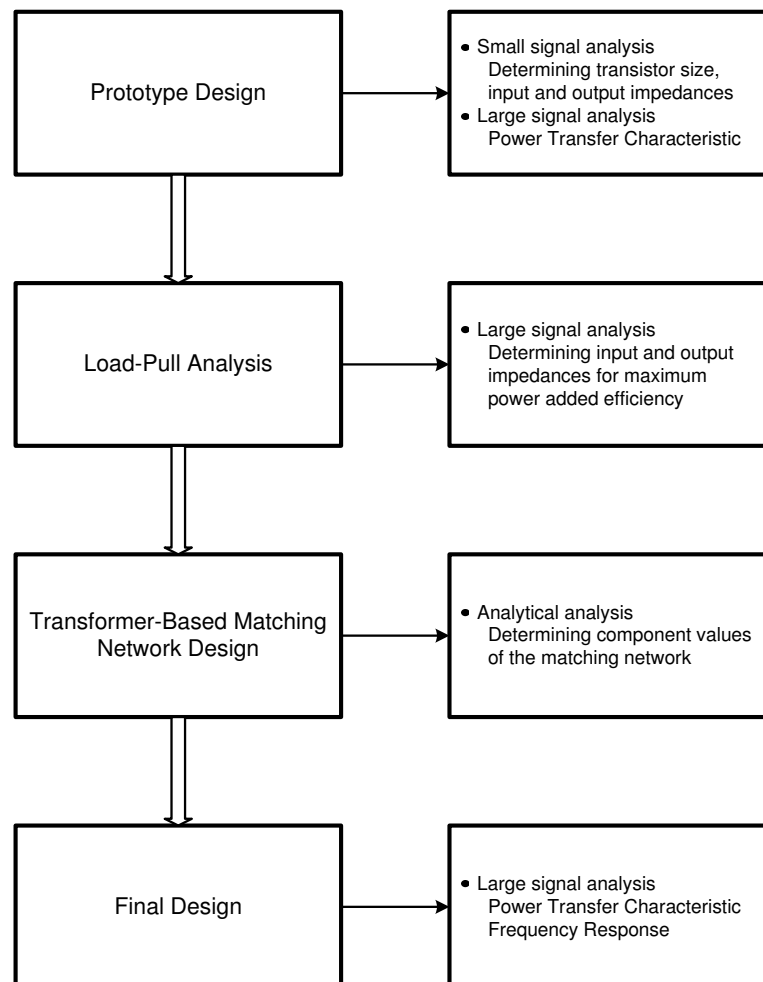 Prototype Design
• Small signal analysis
Determining transistor size,
input and output impedances
• Large signal analysis
Power Transfer Characteristic
Load-Pull Analysis
• Large signal analysis
Determining input and output
impedances for maximum
power added efficiency
Transformer-Based Matching
Network Design
• Analytical analysis
Determining component values
of the matching network
Final Design
• Large signal analysis
Power Transfer Characteristic
Frequency Response